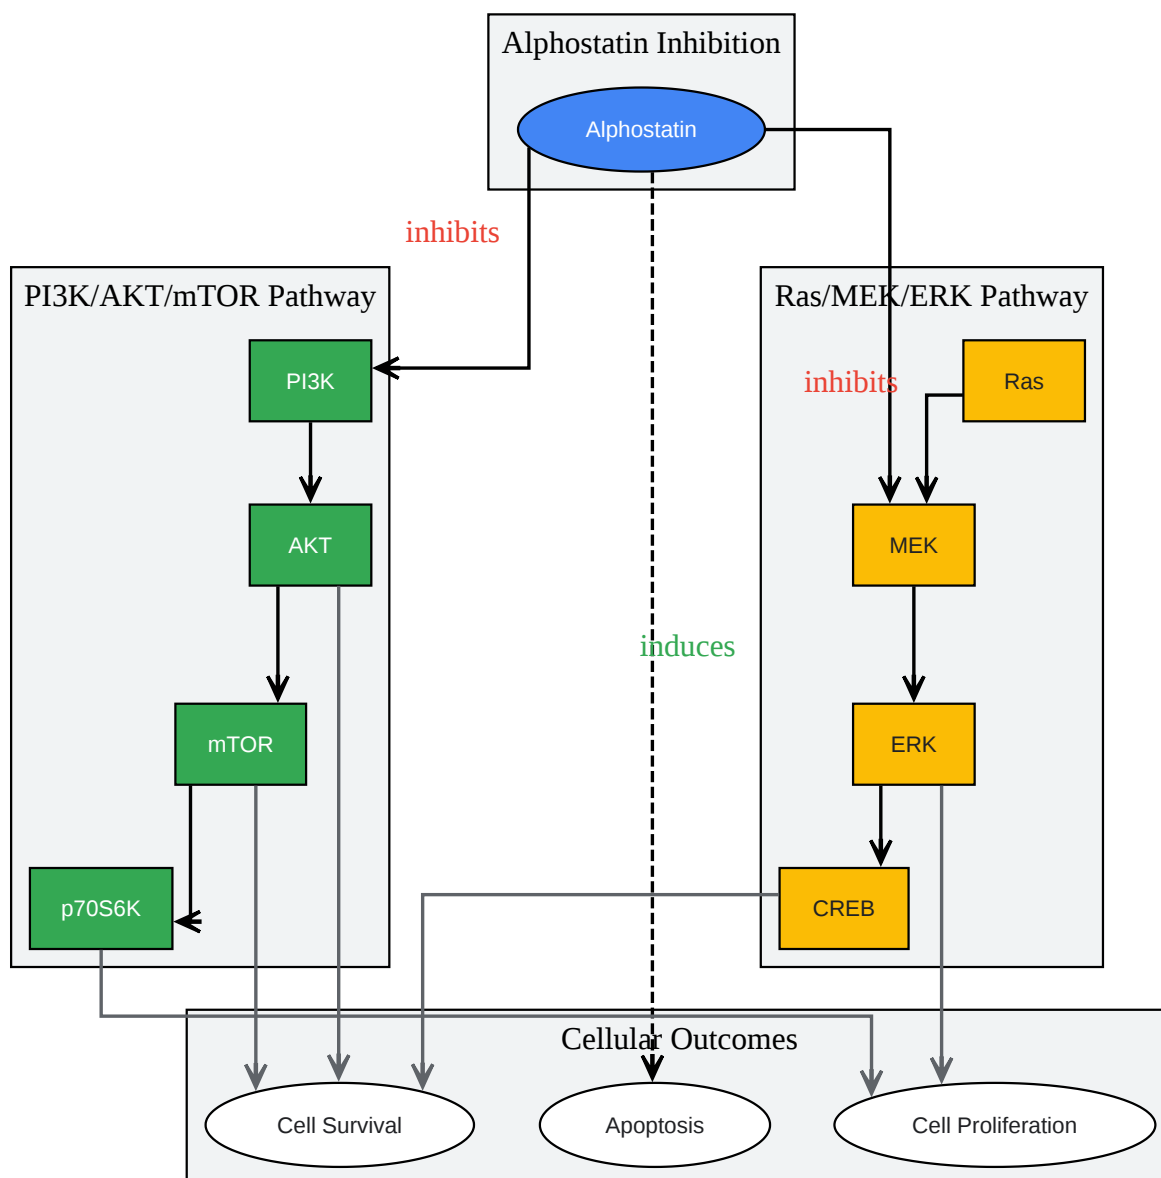 Alphostatin Inhibition
Alphostatin
inhibits
PI3K/AKT/mTOR Pathway
Ras/MEK/ERK Pathway
PI3K
inhibits
Ras
AKT
MEK
induces
mTOR
ERK
p70S6K
CREB
Cellular Outcomes
Cell Survival
Apoptosis
Cell Proliferation